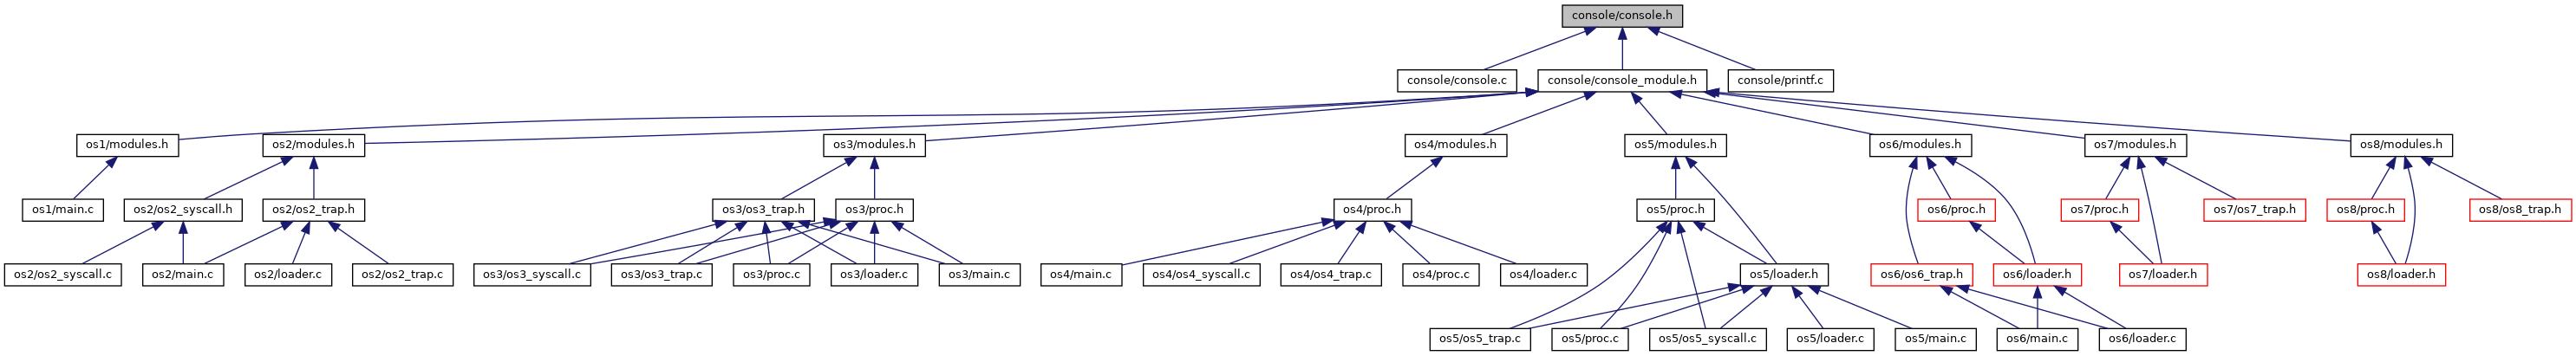 console/console.h
console/console.c
console/console_module.h
console/printf.c
os1/modules.h
os2/modules.h
os3/modules.h
os4/modules.h
os5/modules.h
os6/modules.h
os7/modules.h
os8/modules.h
os1/main.c
os2/os2_syscall.h
os2/os2_trap.h
os3/os3_trap.h
os3/proc.h
os4/proc.h
os5/proc.h
os6/proc.h
os7/proc.h
os7/os7_trap.h
os8/proc.h
os8/os8_trap.h
os2/os2_syscall.c
os2/main.c
os2/loader.c
os2/os2_trap.c
os3/os3_syscall.c
os3/os3_trap.c
os3/proc.c
os3/loader.c
os3/main.c
os4/main.c
os4/os4_syscall.c
os4/os4_trap.c
os4/proc.c
os4/loader.c
os5/loader.h
os6/os6_trap.h
os6/loader.h
os7/loader.h
os8/loader.h
os5/os5_trap.c
os5/proc.c
os5/os5_syscall.c
os5/loader.c
os5/main.c
os6/main.c
os6/loader.c